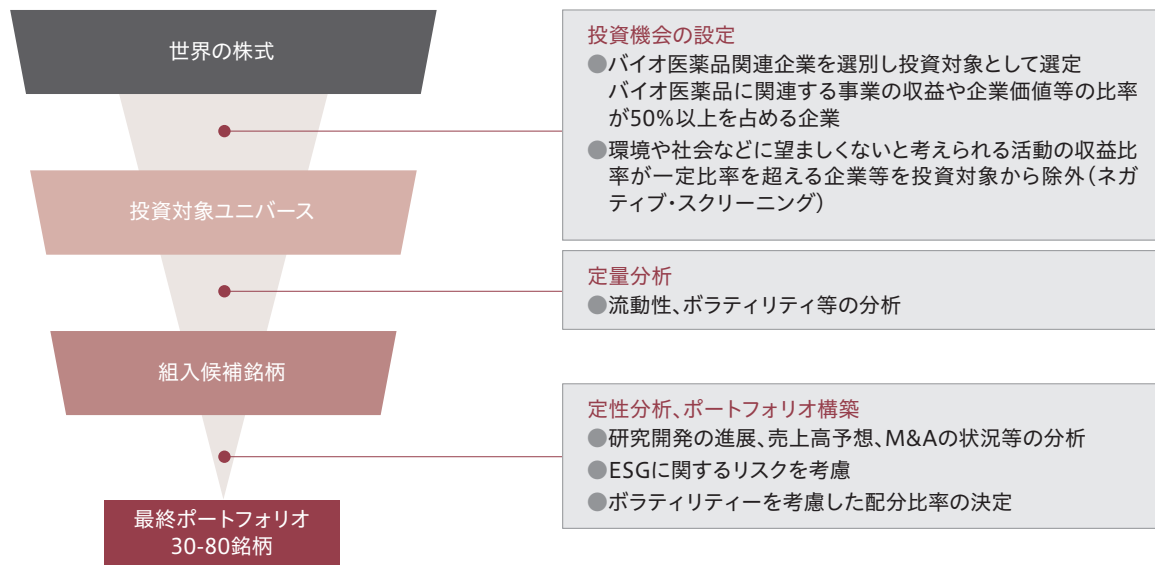 世界の株式
投資対象ユニバース
組入候補銘柄
最終ポートフォリオ
30-80銘柄
投資機会の設定
●バイオ医薬品関連企業を選別し投資対象として選定
バイオ医薬品に関連する事業の収益や企業価値等の比率
が50%以上を占める企業
●環境や社会などに望ましくないと考えられる活動の収益比
率が一定比率を超える企業等を投資対象から除外(ネガ
ティブ・スクリーニング)
定量分析
●流動性、ボラティリティ等の分析
定性分析、ポートフォリオ構築
●研究開発の進展、売上高予想、M&Aの状況等の分析
●ESGに関するリスクを考慮
●ボラティリティーを考慮した配分比率の決定